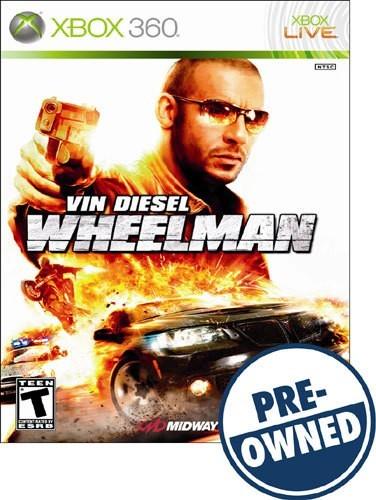 XBOX 360
XBOX
LIVE
NTSC
VIN DIESEL
WHEELMAN
TEEN
T
CONTENT RATED BY
ESRB
MIDWAY
PRE-
OWNED